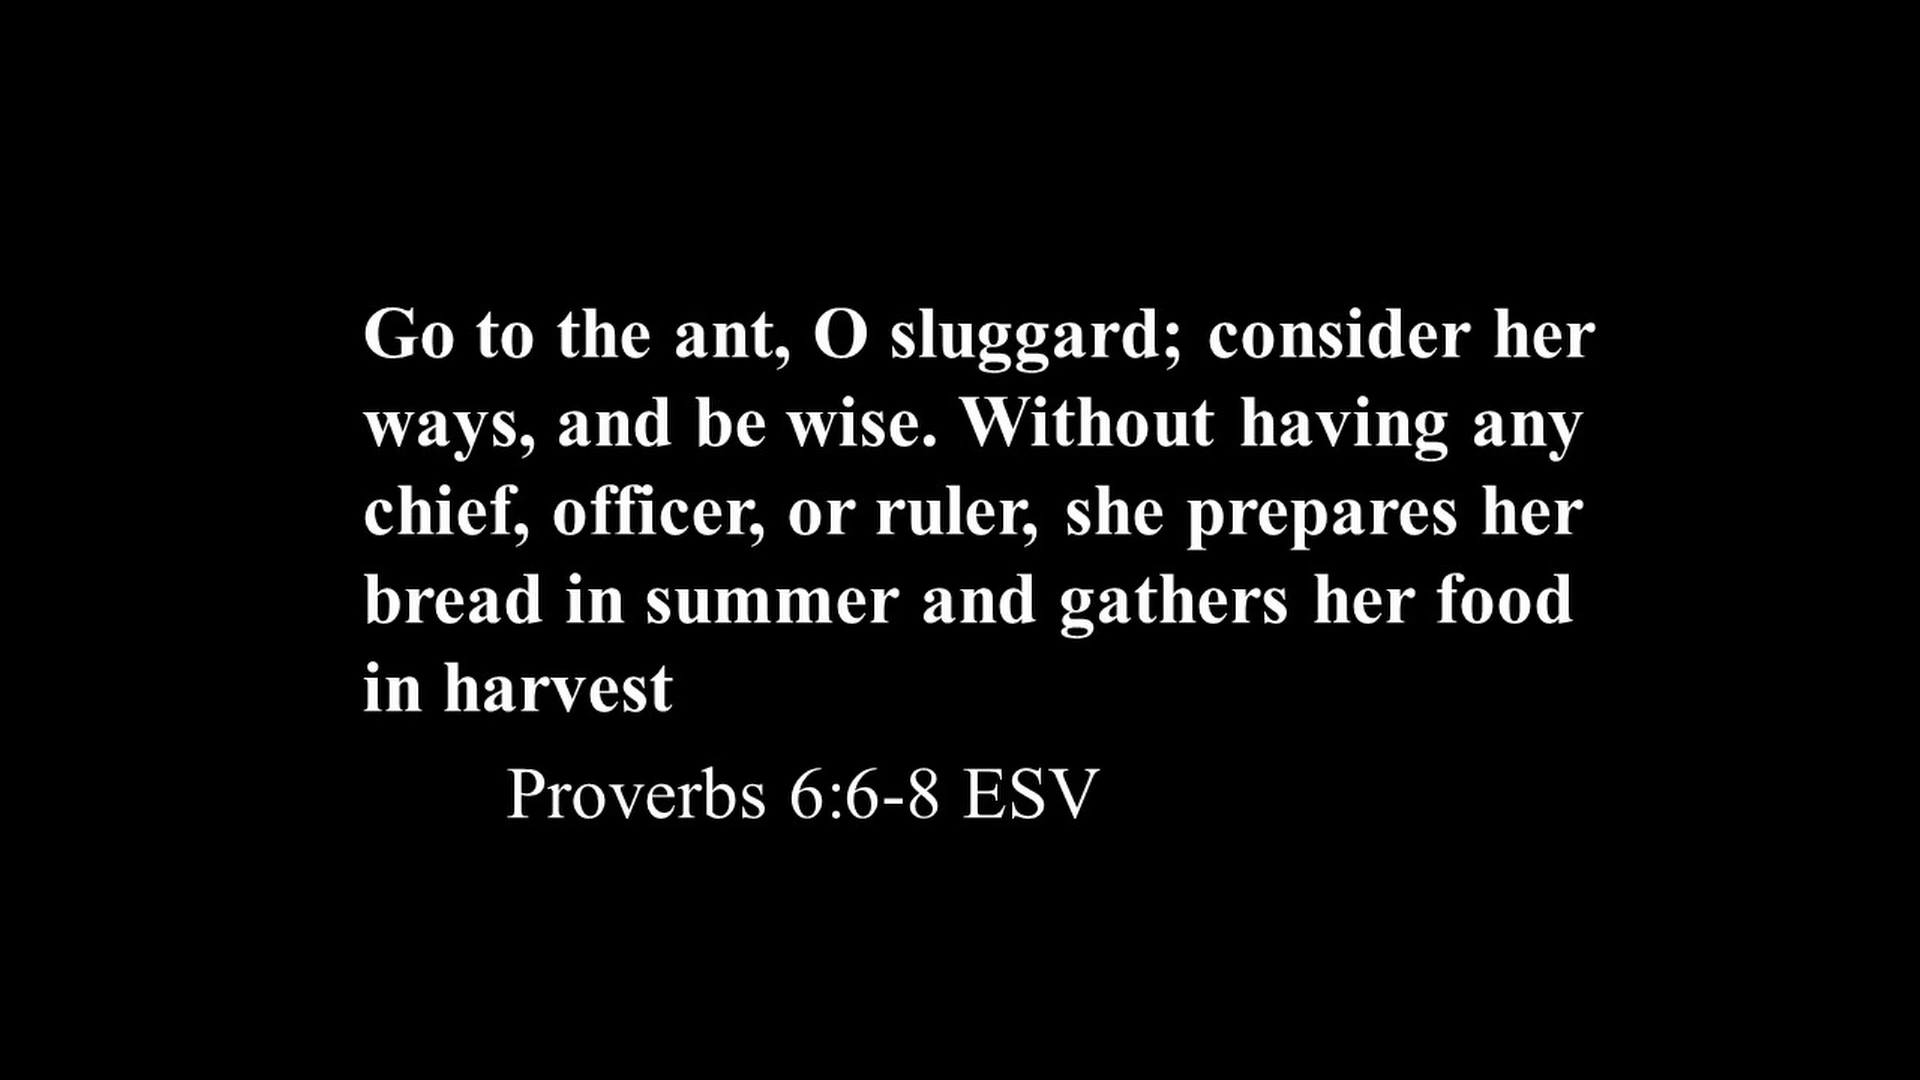 Go to the ant, O sluggard; consider her
ways, and be wise. Without having any
chief, officer, or ruler, she prepares her
bread in summer and gathers her food
in harvest
Proverbs 6:6-8 ESV